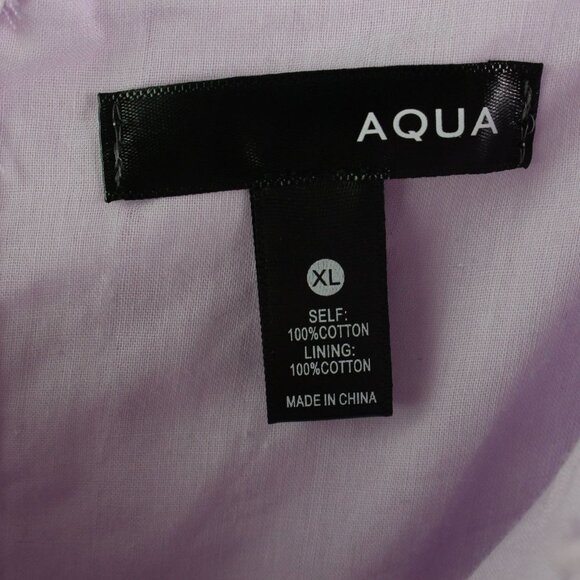 AQUA
XL
SELF:
100%COTTON
LINING:
100%COTTON
MADE IN CHINA